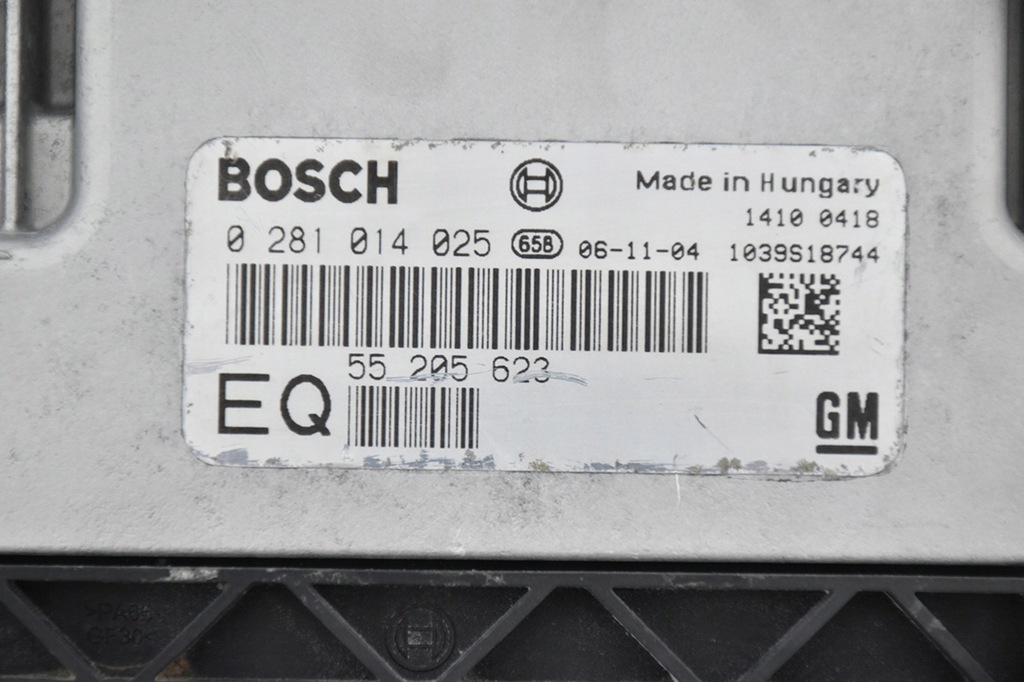 BOSCH
Made in Hungary
1410 0418
0 281 014 025 658 06-11-04 1039S18744
55 205 623
EQ
GM
GF30<